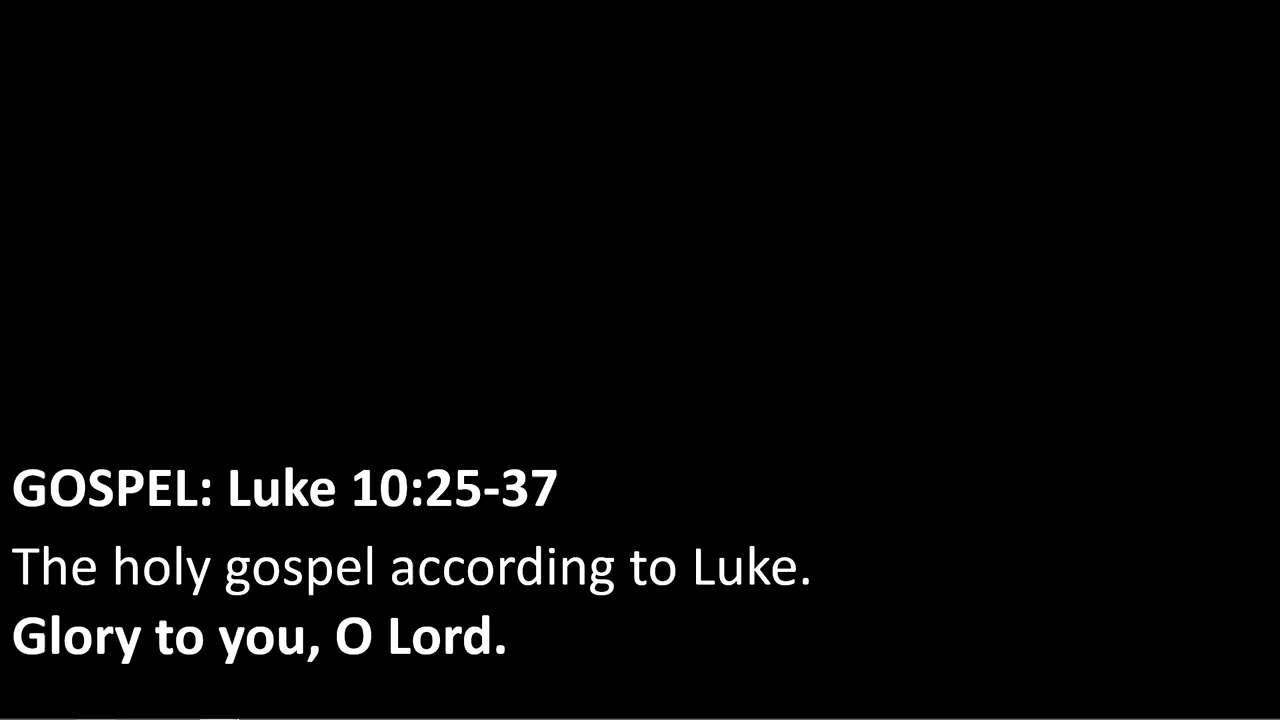 GOSPEL: Luke 10:25-37
The holy gospel according to Luke.
Glory to you, O Lord.